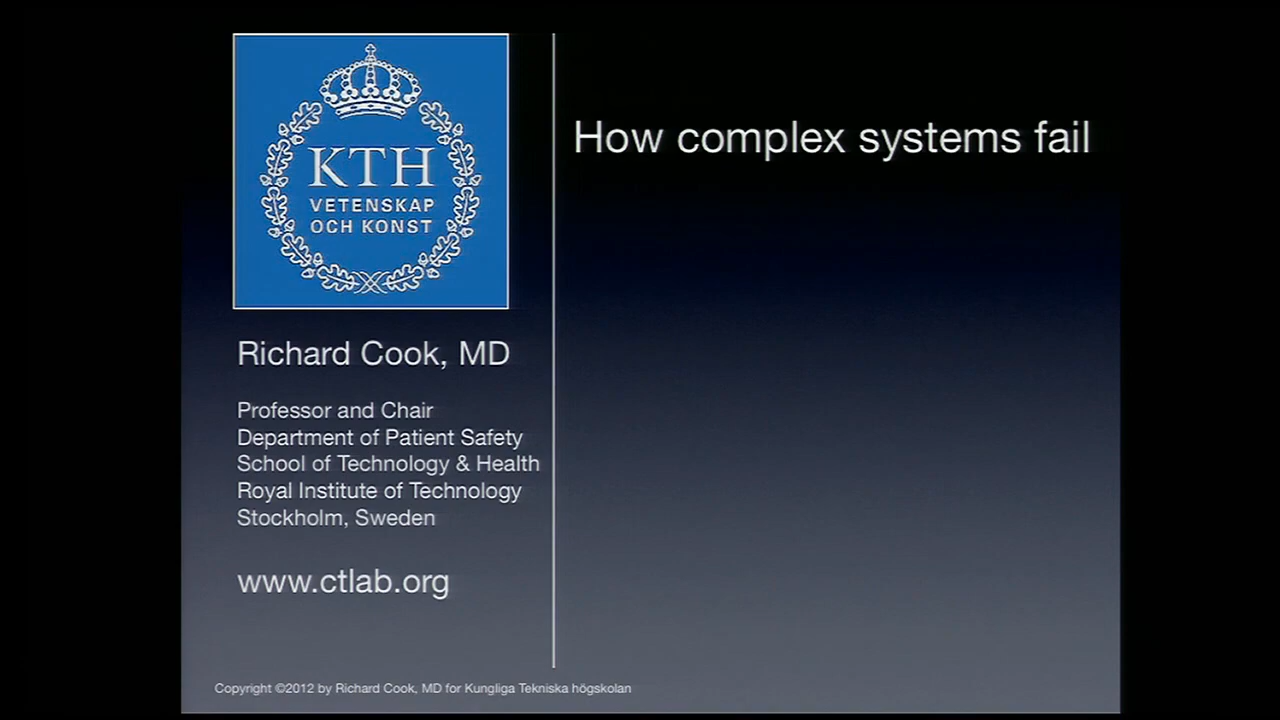 KTH
VETENSKAP
OCH KONST
Richard Cook, MD
Professor and Chair
Department of Patient Safety
School of Technology & Health
Royal Institute of Technology
Stockholm, Sweden
www.ctlab.org
How complex systems fail
Copyright ©2012 by Richard Cook, MD for Kungliga Tekniska högskolan